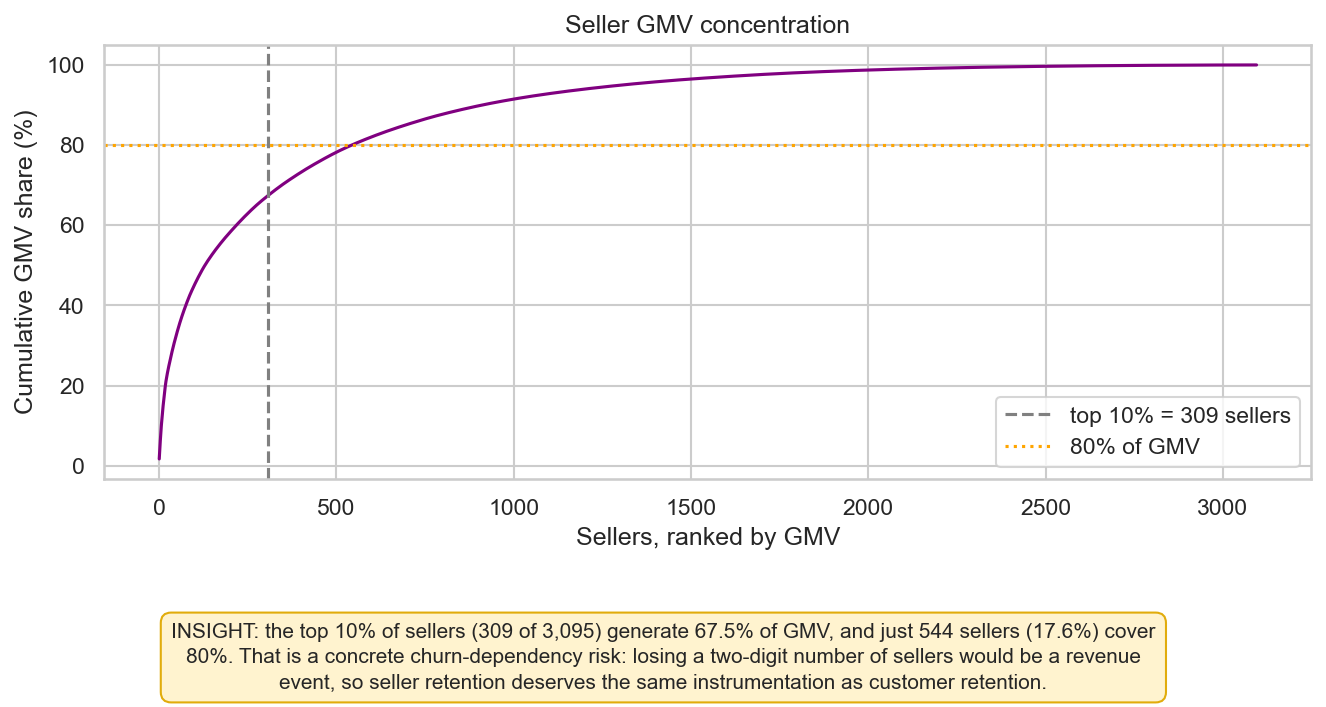 Seller GMV concentration
Cumulative GMV share (%)
100
80
60
40
20
0
top 10% = 309 sellers
80% of GMV
0 500 1000 1500 2000 2500 3000
Sellers, ranked by GMV
INSIGHT: the top 10% of sellers (309 of 3,095) generate 67.5% of GMV, and just 544 sellers (17.6%) cover
80%. That is a concrete churn-dependency risk: losing a two-digit number of sellers would be a revenue
event, so seller retention deserves the same instrumentation as customer retention.